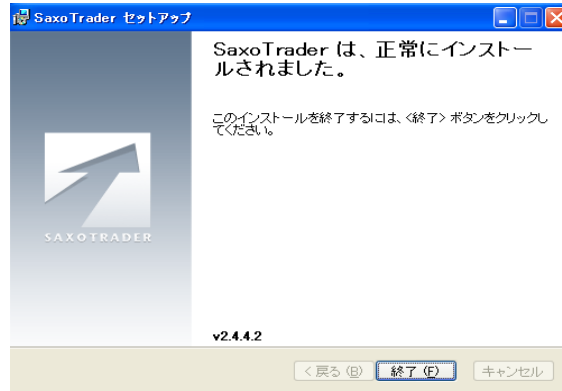 SaxoTrader セットアップ
SaxoTrader は、正常にインストー
ルされました。
このインストールを終了するには、<終了> ボタンをクリックし
てください。
SAXOTRADER
v2.4.4.2
< 戻る (B)
終了 (F)
キャンセル